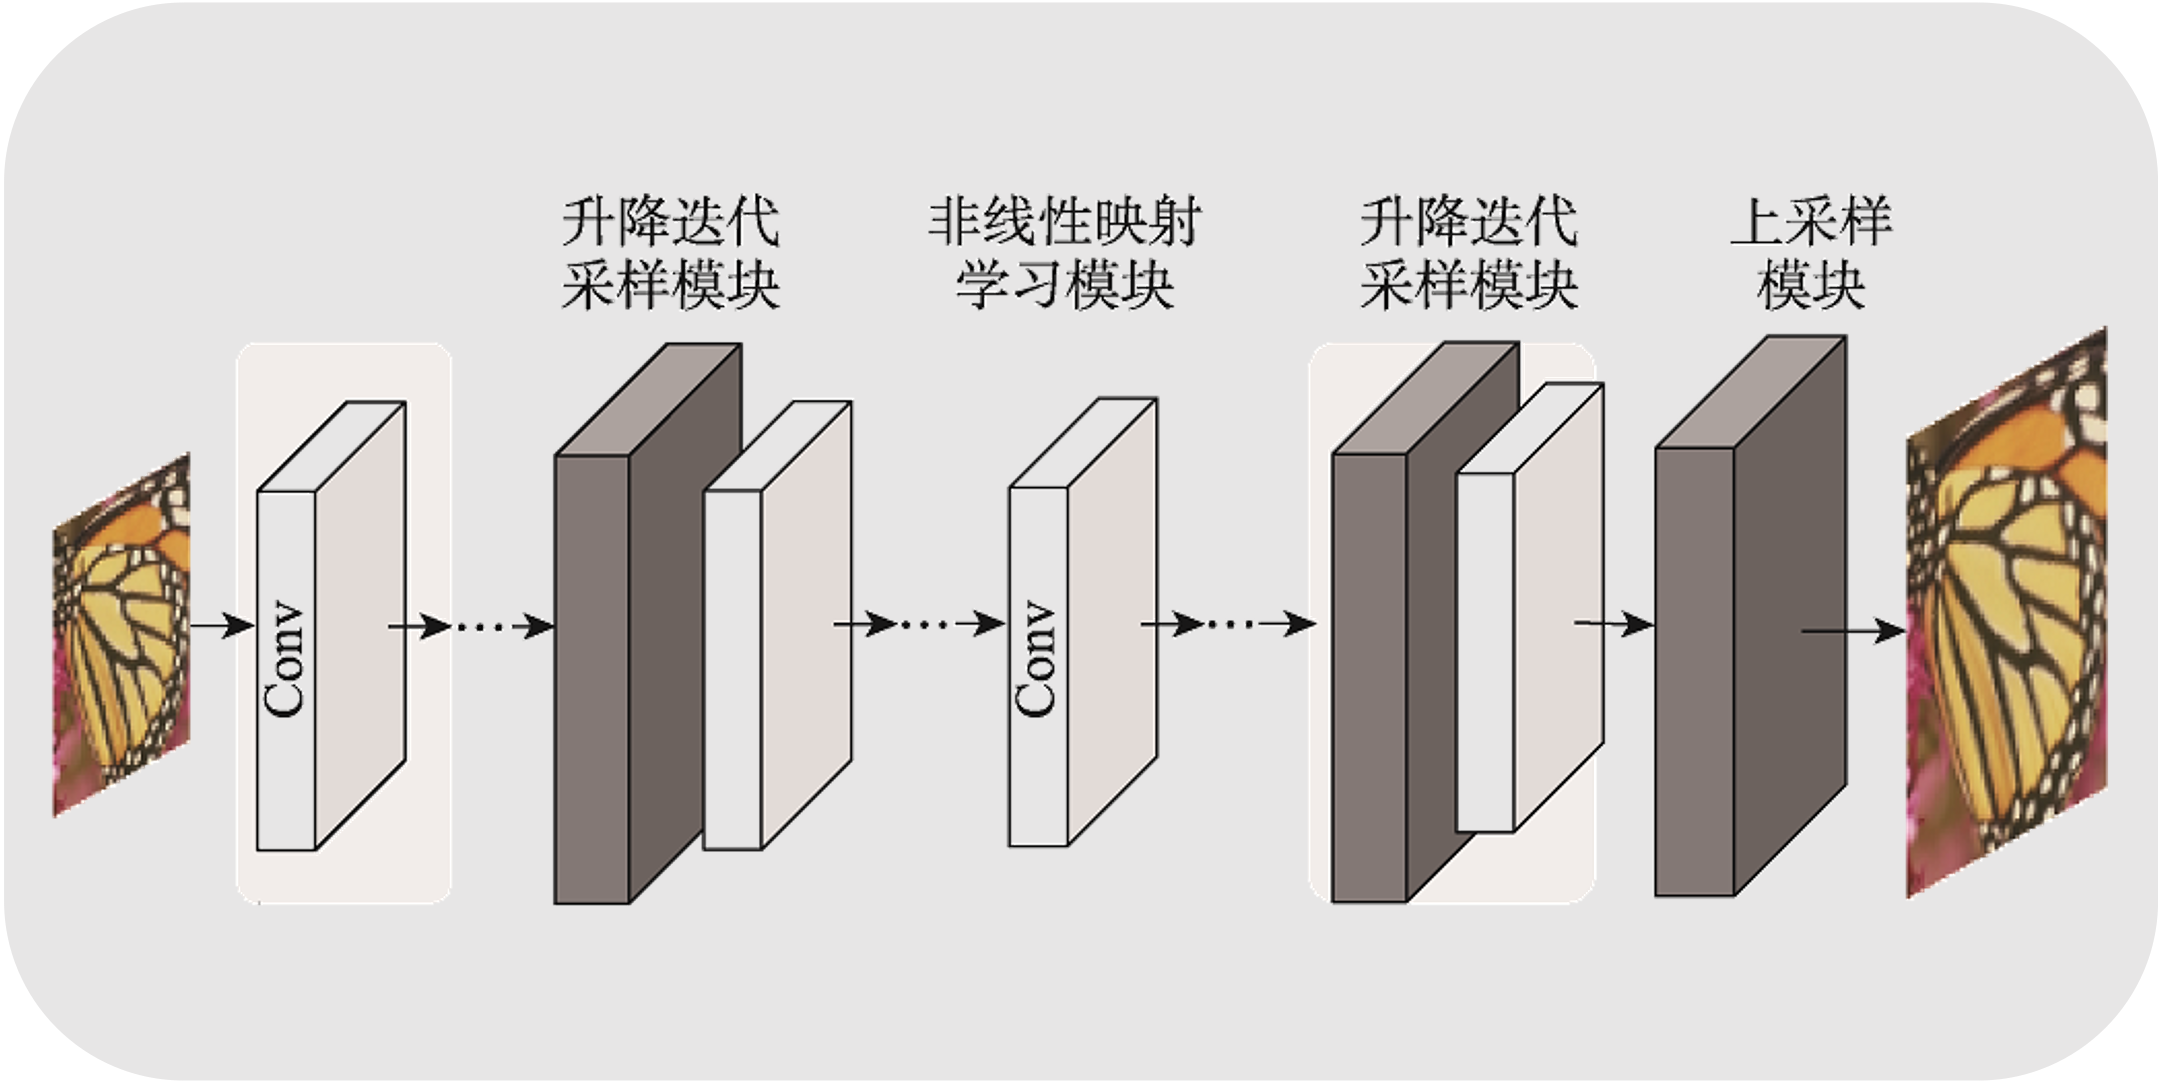 升降迭代
采样模块
非线性映射
学习模块
升降迭代
采样模块
上采样
模块
Conv
Conv